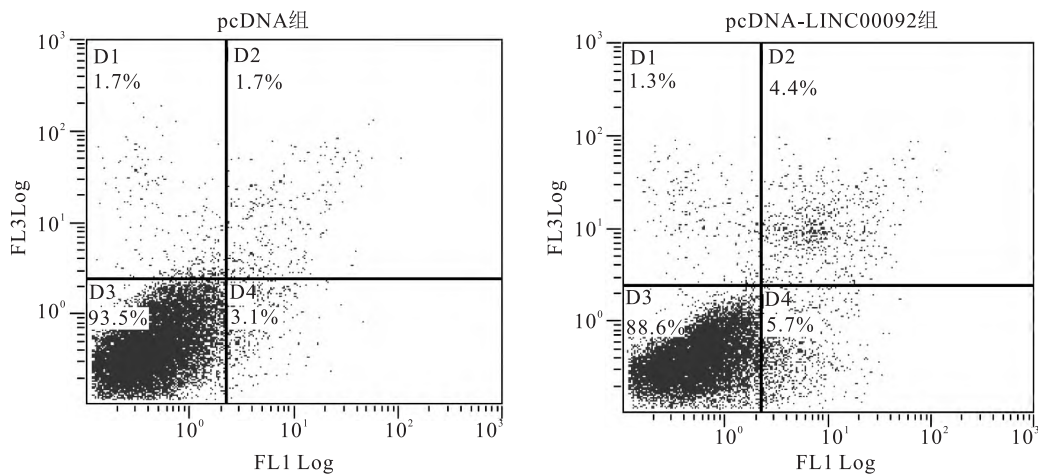 pcDNA组
10³
D1
1.7%
D2
1.7%
10²
10¹
10⁰
D3
93.5%
D4
3.1%
FL3Log
10⁰
10¹
10²
10³
FL1 Log
pcDNA-LINC00092组
10³
D1
1.3%
D2
4.4%
10²
10¹
10⁰
D3
88.6%
D4
5.7%
FL3Log
10⁰
10¹
10²
10³
FL1 Log